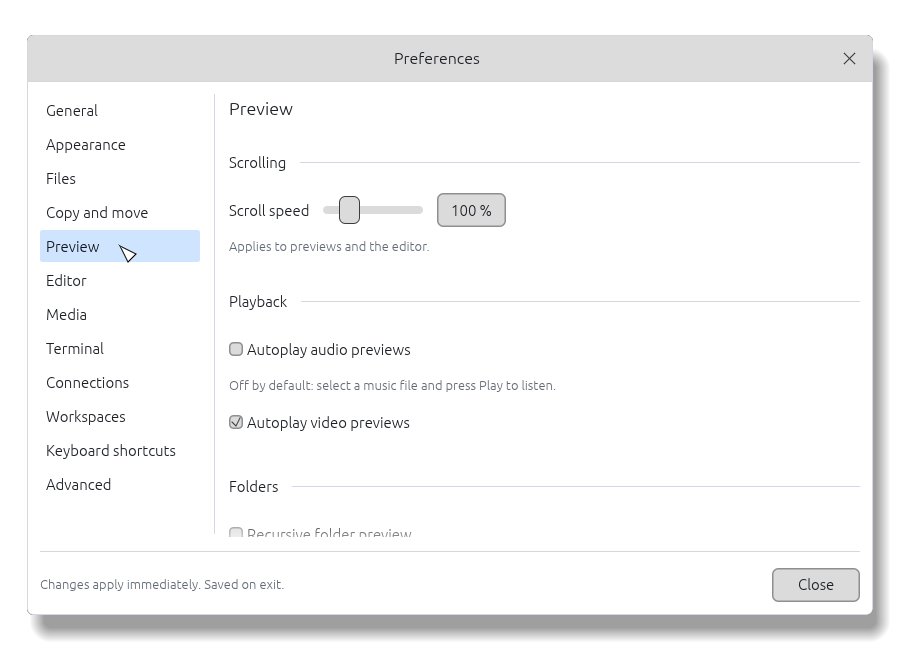 Preferences
General
Appearance
Files
Copy and move
Preview
Editor
Media
Terminal
Connections
Workspaces
Keyboard shortcuts
Advanced
Preview
Scrolling
Scroll speed 100 %
Applies to previews and the editor.
Playback
Autoplay audio previews
Off by default: select a music file and press Play to listen.
Autoplay video previews
Folders
Recursive folder preview
Changes apply immediately. Saved on exit.
Close